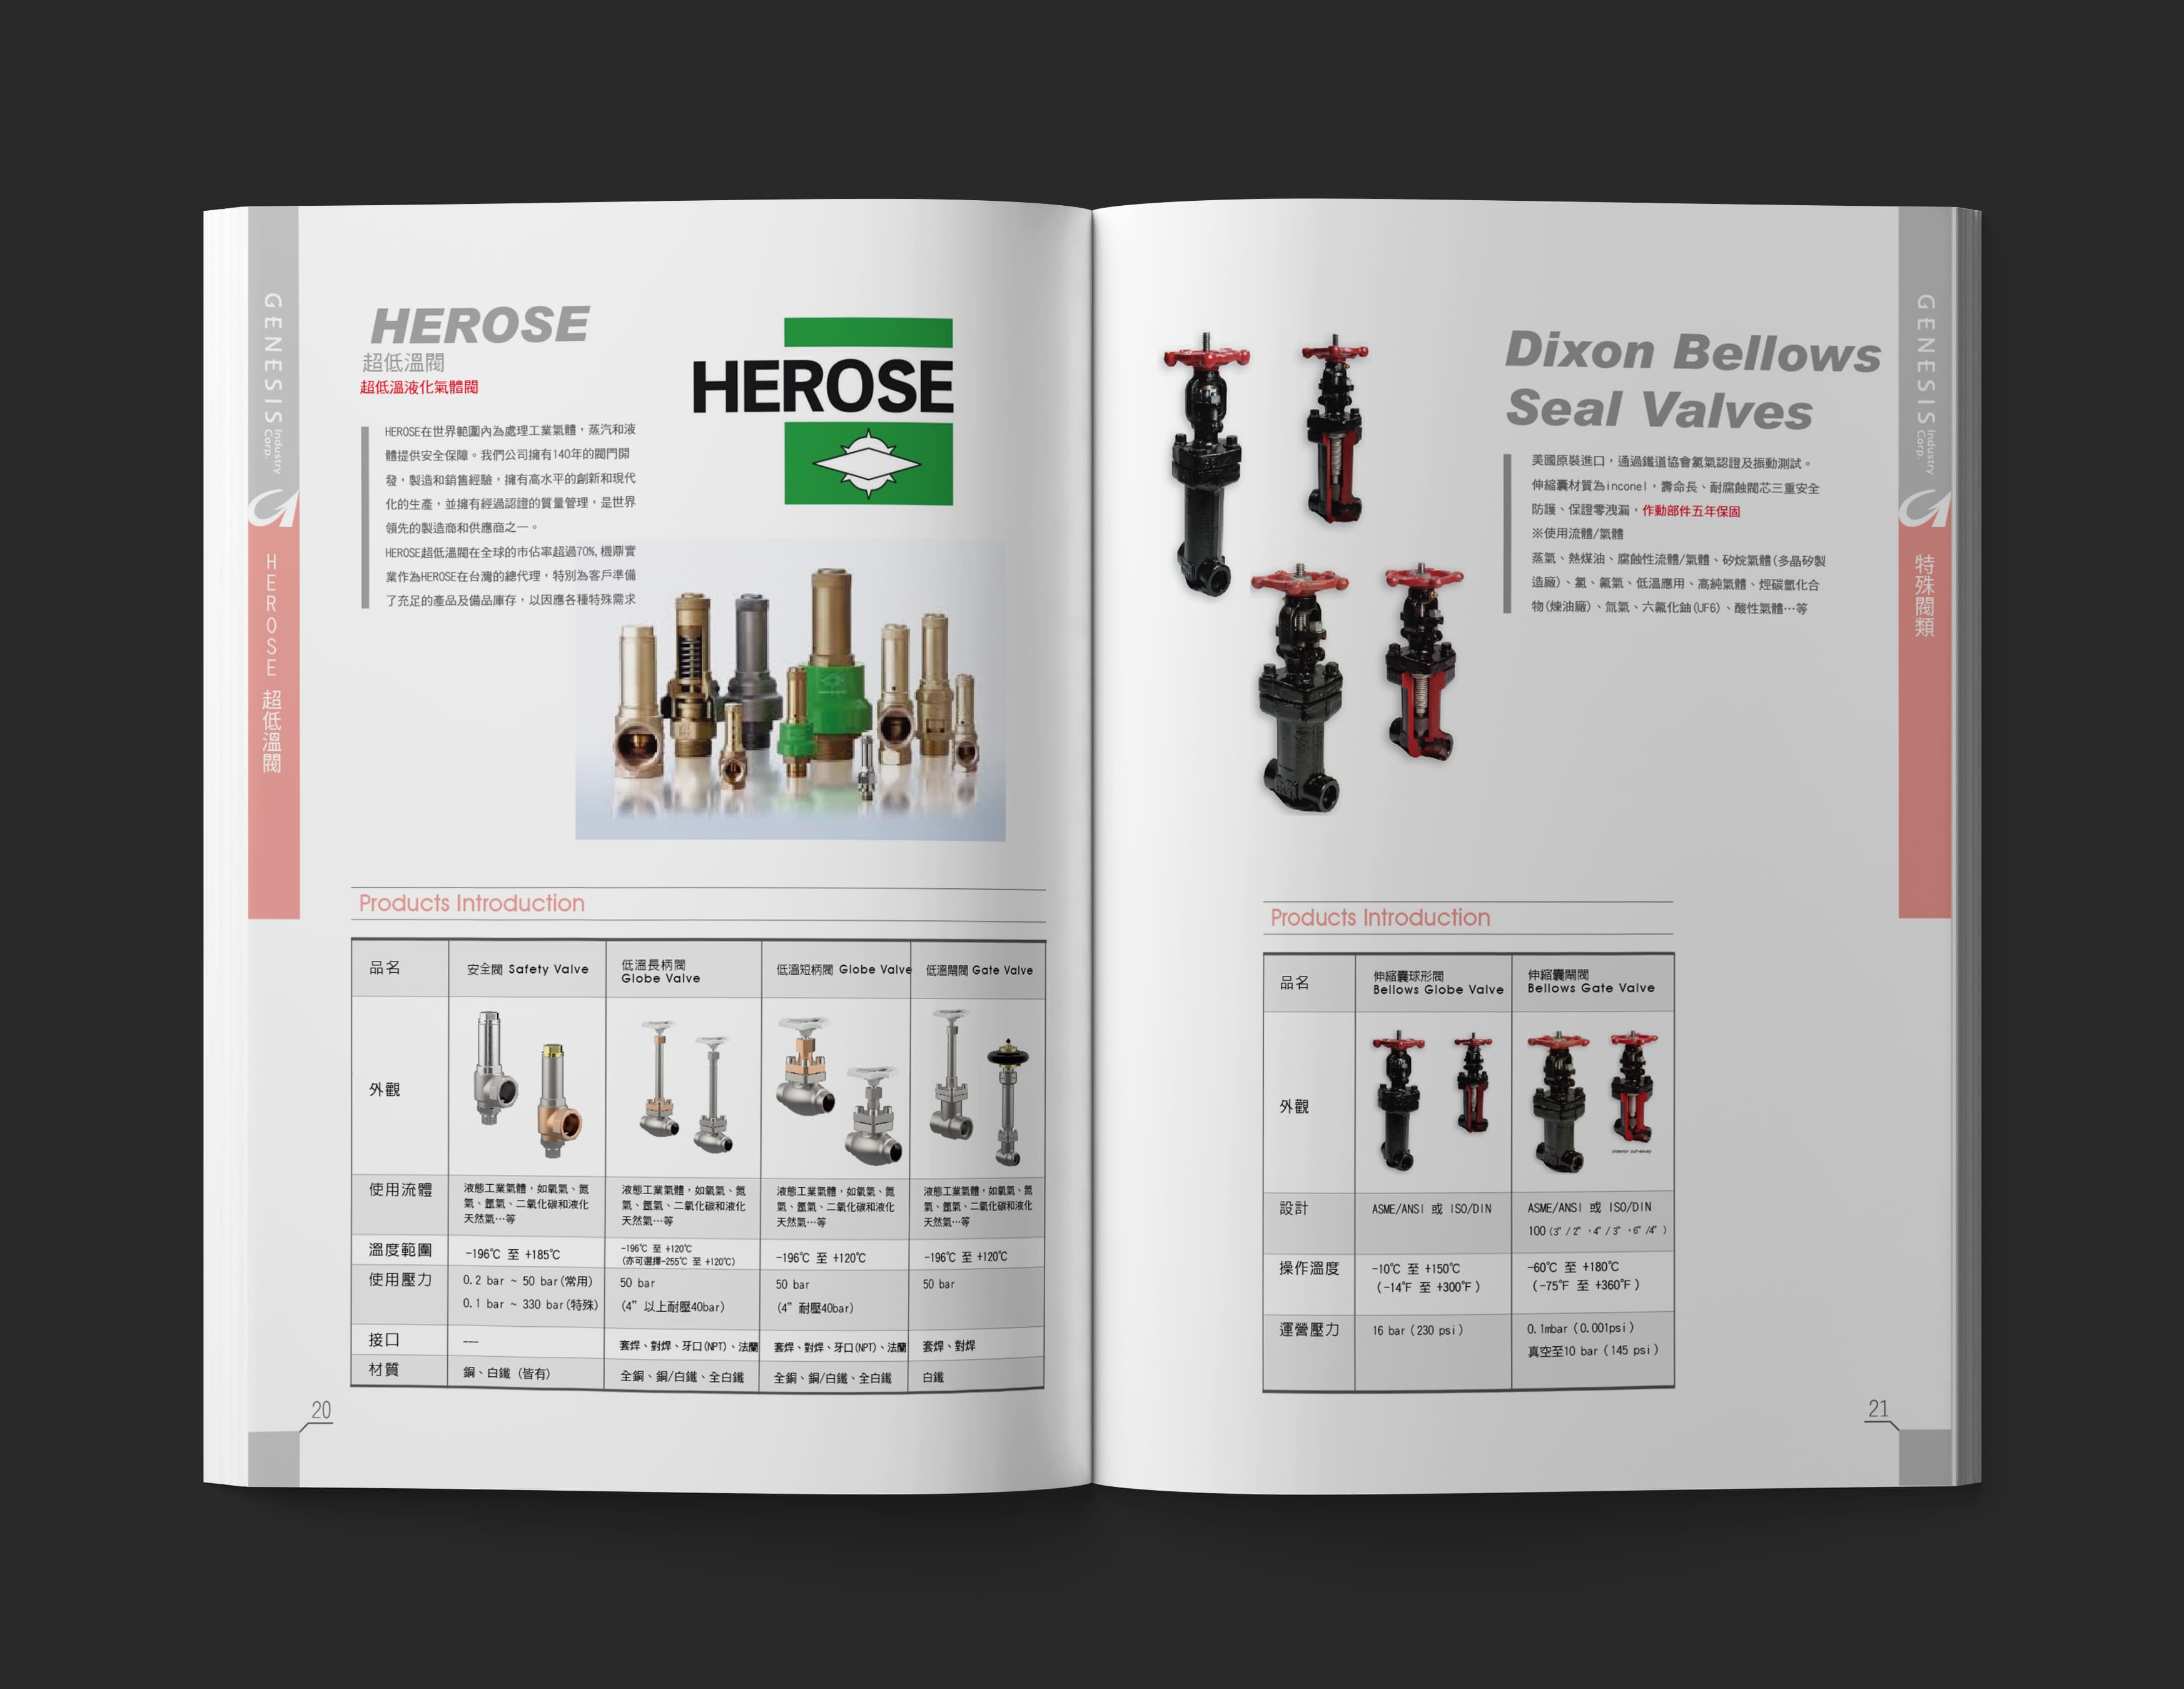 GENESIS Industry Corp.
HEROSE 超低溫閥
HEROSE
超低溫閥
超低溫液化氣體閥
HEROSE在世界範圍內為處理工業氣體，蒸汽和液
體提供安全保障。我們公司擁有140年的閥門開
發，製造和銷售經驗，擁有高水平的創新和現代
化的生產，並擁有經過認證的質量管理，是世界
領先的製造商和供應商之一。
HEROSE超低溫閥在全球的市佔率超過70%,機鼎實
業作為HEROSE在台灣的總代理，特別為客戶準備
了充足的產品及備品庫存，以因應各種特殊需求
HEROSE
Products Introduction
品名
安全閥 Safety Valve
低溫長柄閥
Globe Valve
低溫短柄閥 Globe Valve
低溫閘閥 Gate Valve
外觀
使用流體
液態工業氣體，如氧氣、氮
氣、氬氣、二氧化碳和液化
天然氣…等
液態工業氣體，如氧氣、氮
氣、氬氣、二氧化碳和液化
天然氣…等
液態工業氣體，如氧氣、氮
氣、氬氣、二氧化碳和液化
天然氣…等
液態工業氣體，如氧氣、氮
氣、氬氣、二氧化碳和液化
天然氣…等
溫度範圍
-196℃ 至 +185℃
-196℃ 至 +120℃
(亦可選擇-255℃ 至 +120℃)
-196℃ 至 +120℃
-196℃ 至 +120℃
使用壓力
0.2 bar ~ 50 bar(常用)
0.1 bar ~ 330 bar(特殊)
50 bar
(4” 以上耐壓40bar)
50 bar
(4” 耐壓40bar)
50 bar
接口
---
套焊、對焊、牙口(NPT)、法蘭
套焊、對焊、牙口(NPT)、法蘭
套焊、對焊
材質
銅、白鐵 (皆有)
全銅、銅/白鐵、全白鐵
全銅、銅/白鐵、全白鐵
白鐵
20
Dixon Bellows
Seal Valves
美國原裝進口，通過鐵道協會氯氣認證及振動測試。
伸縮囊材質為inconel，壽命長、耐腐蝕閥芯三重安全
防護、保證零洩漏，作動部件五年保固
※使用流體/氣體
蒸氣、熱煤油、腐蝕性流體/氣體、矽烷氣體(多晶矽製
造廠)、氯、氟氣、低溫應用、高純氣體、烴碳氫化合
物(煉油廠)、氚氣、六氟化鈾(UF6)、酸性氣體…等
GENESIS Industry Corp.
特殊閥類
Products Introduction
品名
伸縮囊球形閥
Bellows Globe Valve
伸縮囊閘閥
Bellows Gate Valve
外觀
interior cut-away
設計
ASME/ANSI 或 ISO/DIN
ASME/ANSI 或 ISO/DIN
100 (3" / 2" ，4" / 3" ，6" /4" )
操作溫度
-10℃ 至 +150℃
(-14℉ 至 +300℉)
-60℃ 至 +180℃
(-75℉ 至 +360℉)
運營壓力
16 bar (230 psi)
0.1mbar (0.001psi)
真空至10 bar (145 psi)
21